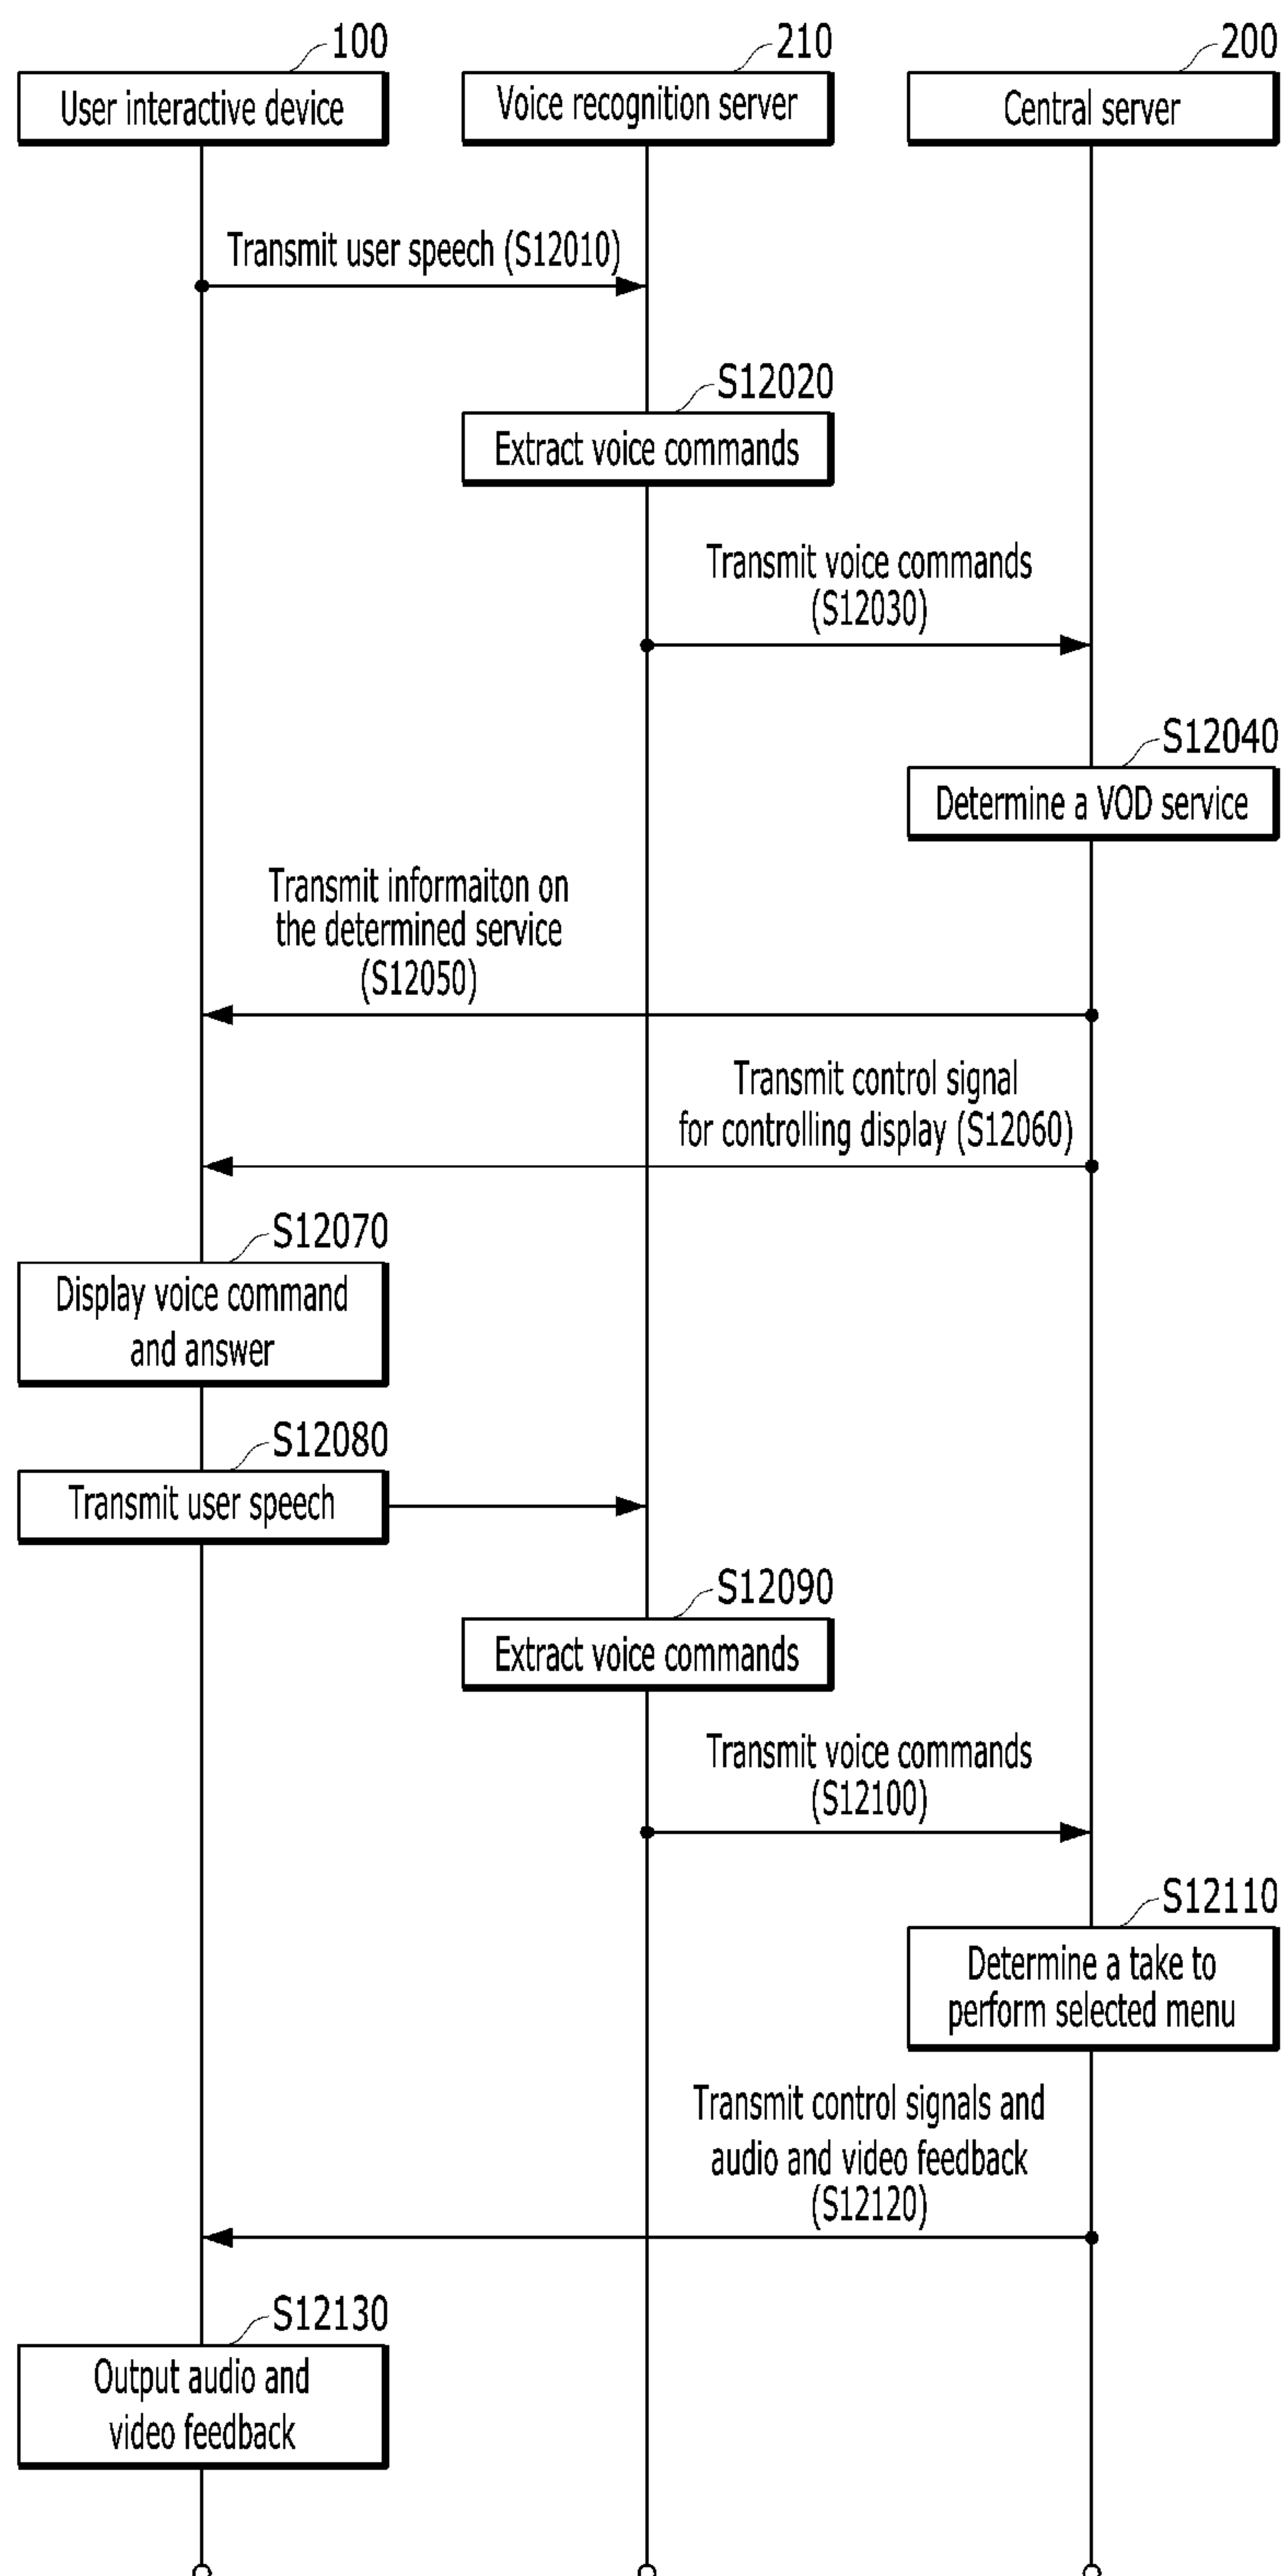 100
210
200
User interactive device
Voice recognition server
Central server
Transmit user speech (S12010)
S12020
Extract voice commands
Transmit voice commands
(S12030)
S12040
Determine a VOD service
Transmit informaiton on
the determined service
(S12050)
Transmit control signal
for controlling display (S12060)
S12070
Display voice command
and answer
S12080
Transmit user speech
S12090
Extract voice commands
Transmit voice commands
(S12100)
S12110
Determine a take to
perform selected menu
Transmit control signals and
audio and video feedback
(S12120)
S12130
Output audio and
video feedback